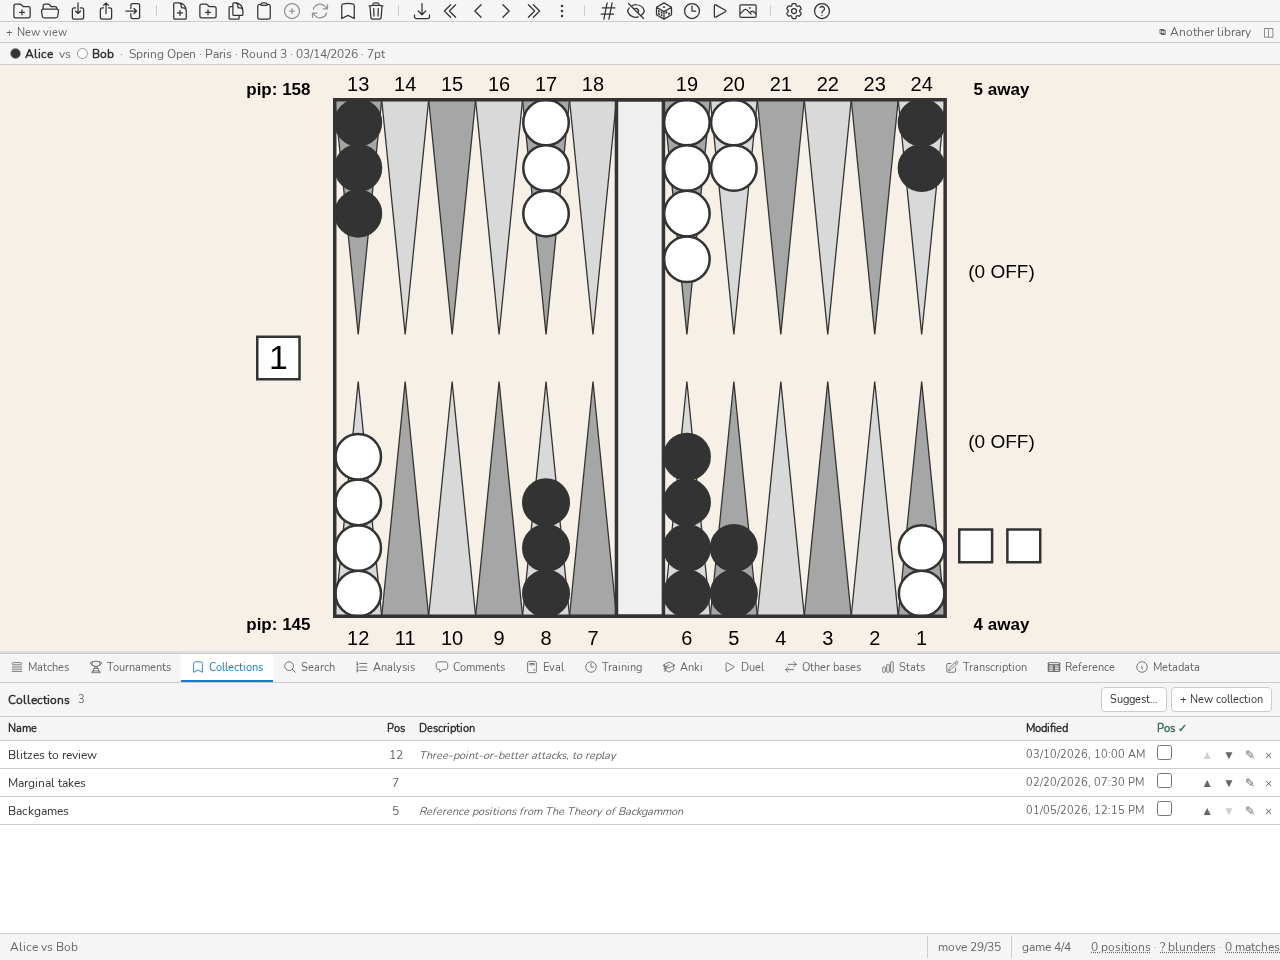 + New view
Another library
Alice vs Bob · Spring Open · Paris · Round 3 · 03/14/2026 · 7pt
pip: 158
13 14 15 16 17 18 19 20 21 22 23 24
5 away
(0 OFF)
1
(0 OFF)
pip: 145
12 11 10 9 8 7 6 5 4 3 2 1
4 away
Matches Tournaments Collections Search Analysis Comments Eval Training Anki Duel Other bases Stats Transcription Reference Metadata
Collections 3
Suggest... + New collection
Name Pos Description Modified Pos ✓
Blitzes to review 12 Three-point-or-better attacks, to replay 03/10/2026, 10:00 AM
Marginal takes 7 02/20/2026, 07:30 PM
Backgames 5 Reference positions from The Theory of Backgammon 01/05/2026, 12:15 PM
Alice vs Bob
move 29/35
game 4/4
0 positions · ? blunders · 0 matches